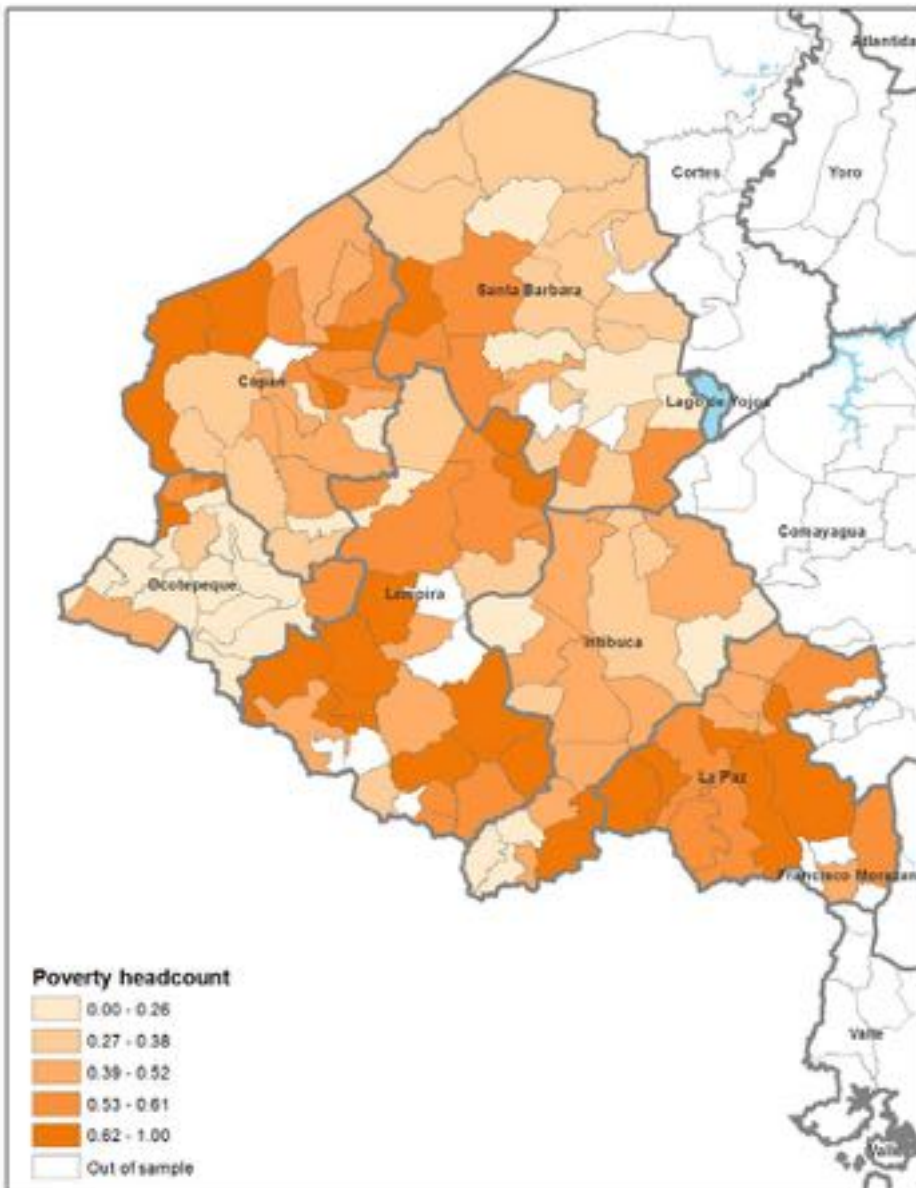 Atlantida
Cortes
Yoro
Santa Barbara
Copan
Lago de Yojoa
Comayagua
Ocotepeque
Lempira
Intibuca
La Paz
Francisco Morazan
Valle
Valle
Poverty headcount
0.00 - 0.26
0.27 - 0.38
0.39 - 0.52
0.53 - 0.61
0.62 - 1.00
Out of sample